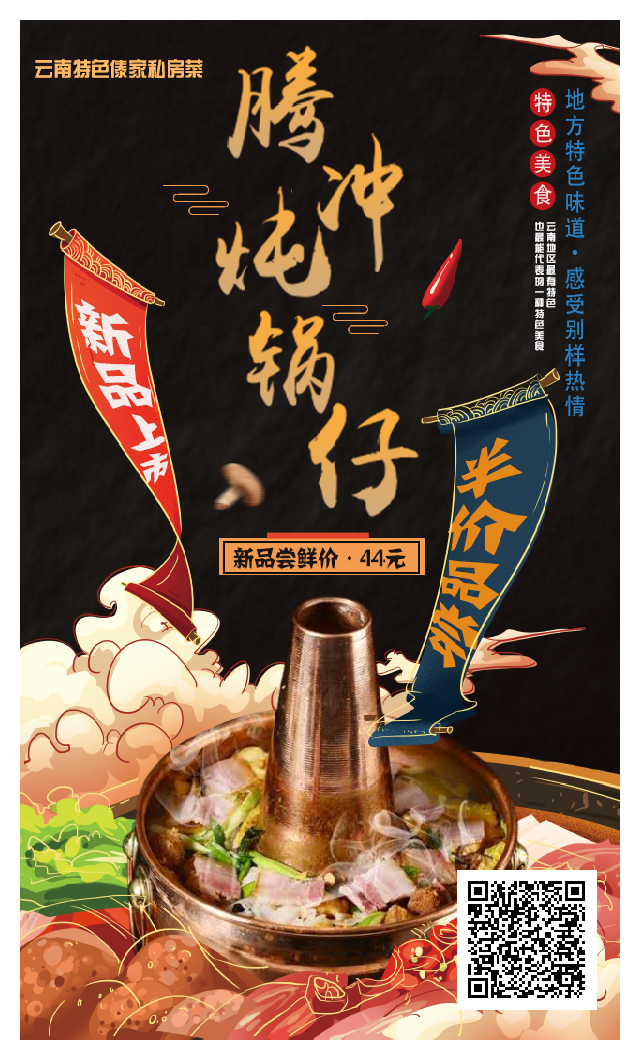 云南特色傣家私房菜
腾冲炖锅仔
特色美食
地方特色味道·感受别样热情
云南地区最有特色
也最能代表的一种特色美食
新品上市
半价品尝
新品尝鲜价·44元